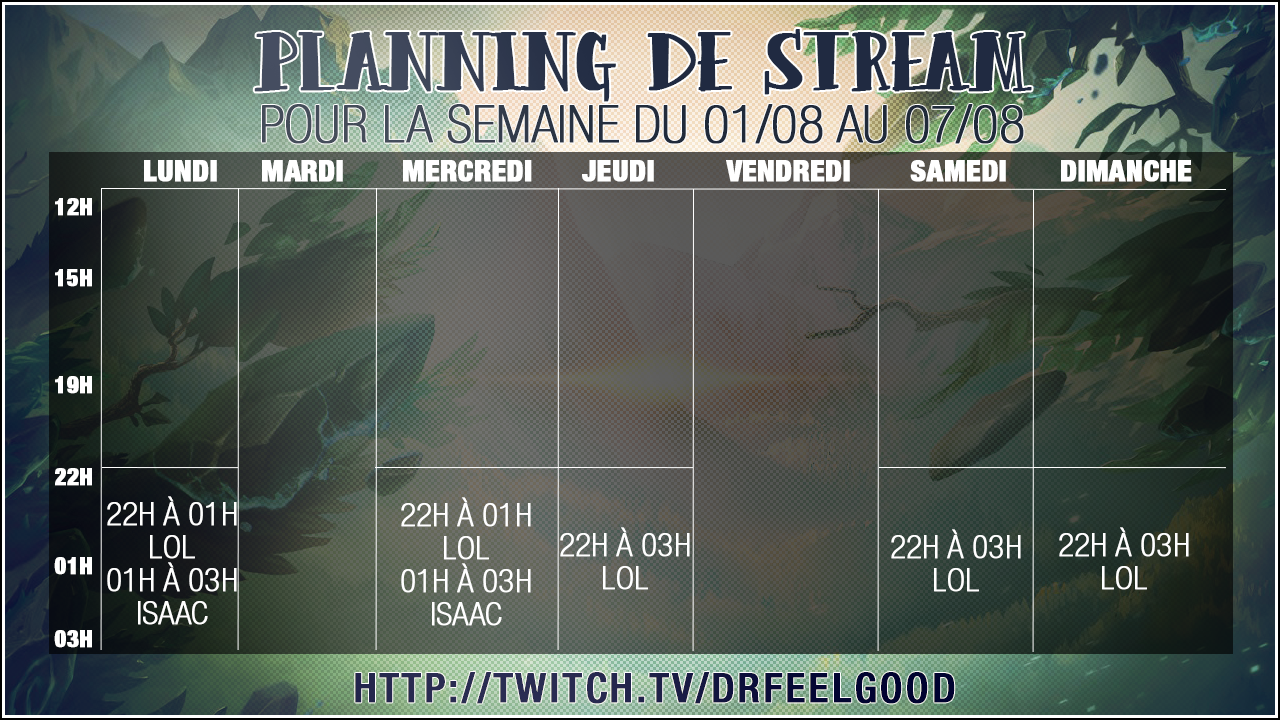 PLANNING DE STREAM
POUR LA SEMAINE DU 01/08 AU 07/08
LUNDI MARDI MERCREDI JEUDI VENDREDI SAMEDI DIMANCHE
12H
15H
19H
22H
01H
03H
22H À 01H
LOL
01H À 03H
ISAAC
22H À 01H
LOL
01H À 03H
ISAAC
22H À 03H
LOL
22H À 03H
LOL
22H À 03H
LOL
HTTP://TWITCH.TV/DRFEELGOOD